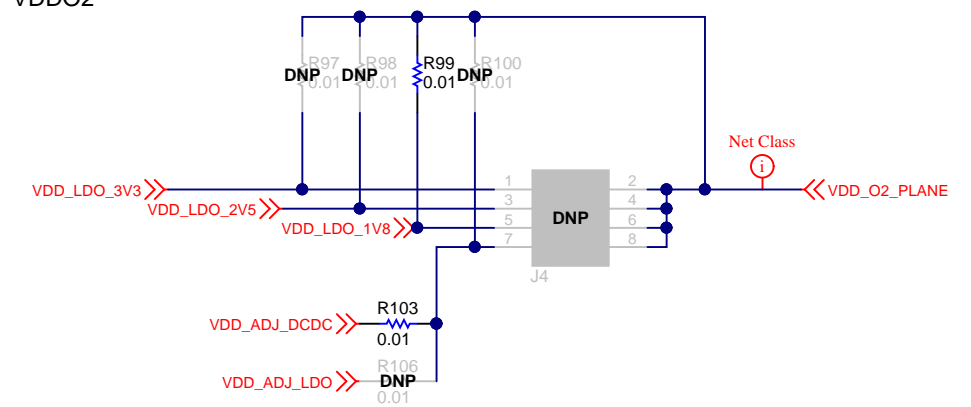 VDDO2
R97
DNP
0.01
R98
DNP
0.01
R99
0.01
R100
DNP
0.01
Net Class
i
VDD_LDO_3V3
VDD_LDO_2V5
VDD_LDO_1V8
1
3
5
7
DNP
2
4
6
8
J4
VDD_O2_PLANE
VDD_ADJ_DCDC
R103
0.01
VDD_ADJ_LDO
R106
DNP
0.01